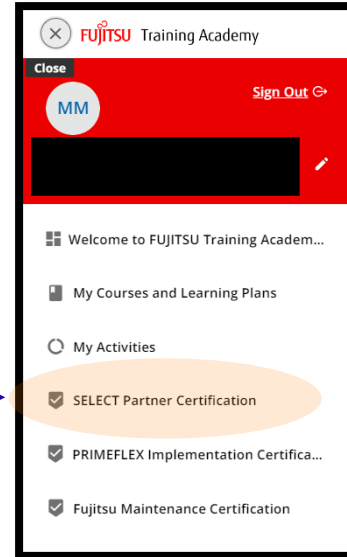 FUJITSU Training Academy
Close
MM
Sign Out
Welcome to FUJITSU Training Academ...
My Courses and Learning Plans
My Activities
SELECT Partner Certification
PRIMEFLEX Implementation Certifica...
Fujitsu Maintenance Certification